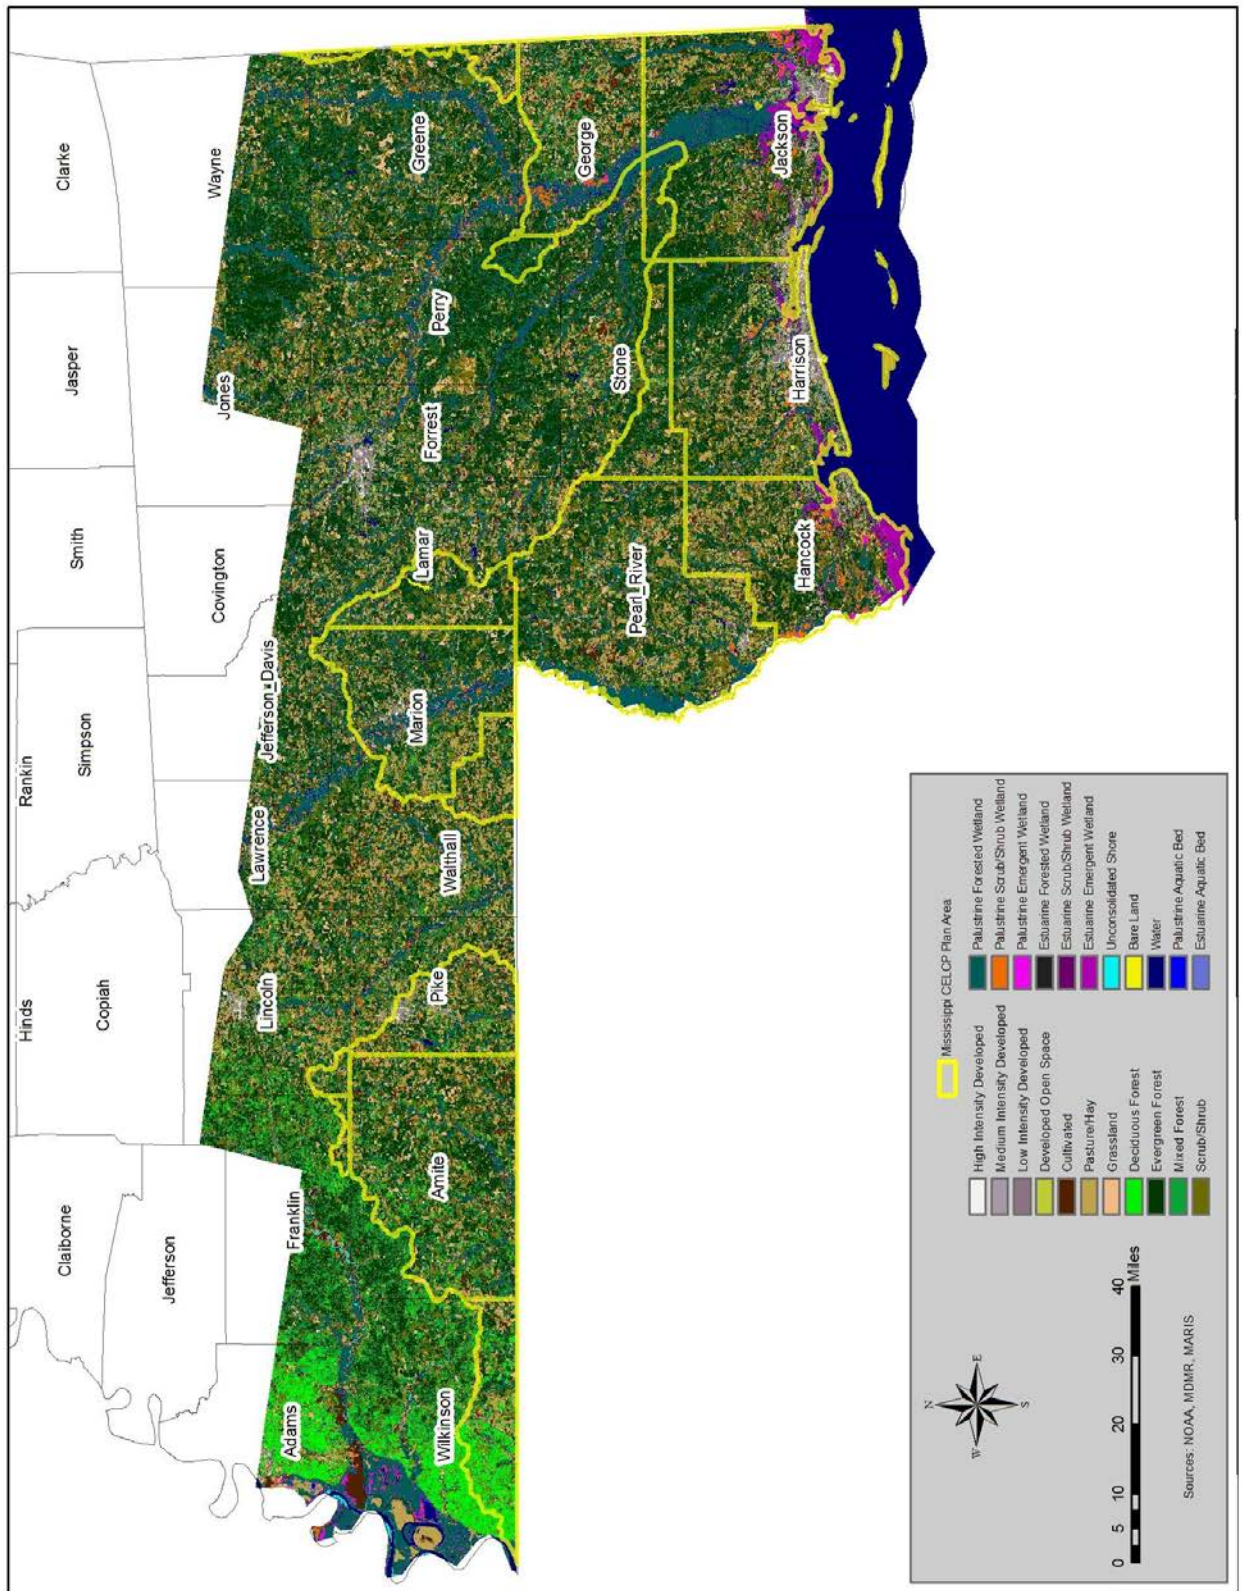 Claiborne
Hinds
Rankin
Copiah
Simpson
Smith
Jasper
Clarke
Jefferson
Covington
Wayne
Franklin
Lincoln
Lawrence
Jefferson_Davis
Jones
Adams
Wilkinson
Amite
Pike
Walthall
Marion
Lamar
Forrest
Perry
Greene
Pearl_River
Stone
George
Hancock
Harrison
Jackson
N
W
E
S
0 5 10 20 30 40
Miles
Sources: NOAA, MDMR, MARIS
Mississippi CELCP Plan Area
High Intensity Developed
Medium Intensity Developed
Low Intensity Developed
Developed Open Space
Cultivated
Pasture/Hay
Grassland
Deciduous Forest
Evergreen Forest
Mixed Forest
Scrub/Shrub
Palustrine Forested Wetland
Palustrine Scrub/Shrub Wetland
Palustrine Emergent Wetland
Estuarine Forested Wetland
Estuarine Scrub/Shrub Wetland
Estuarine Emergent Wetland
Unconsolidated Shore
Bare Land
Water
Palustrine Aquatic Bed
Estuarine Aquatic Bed